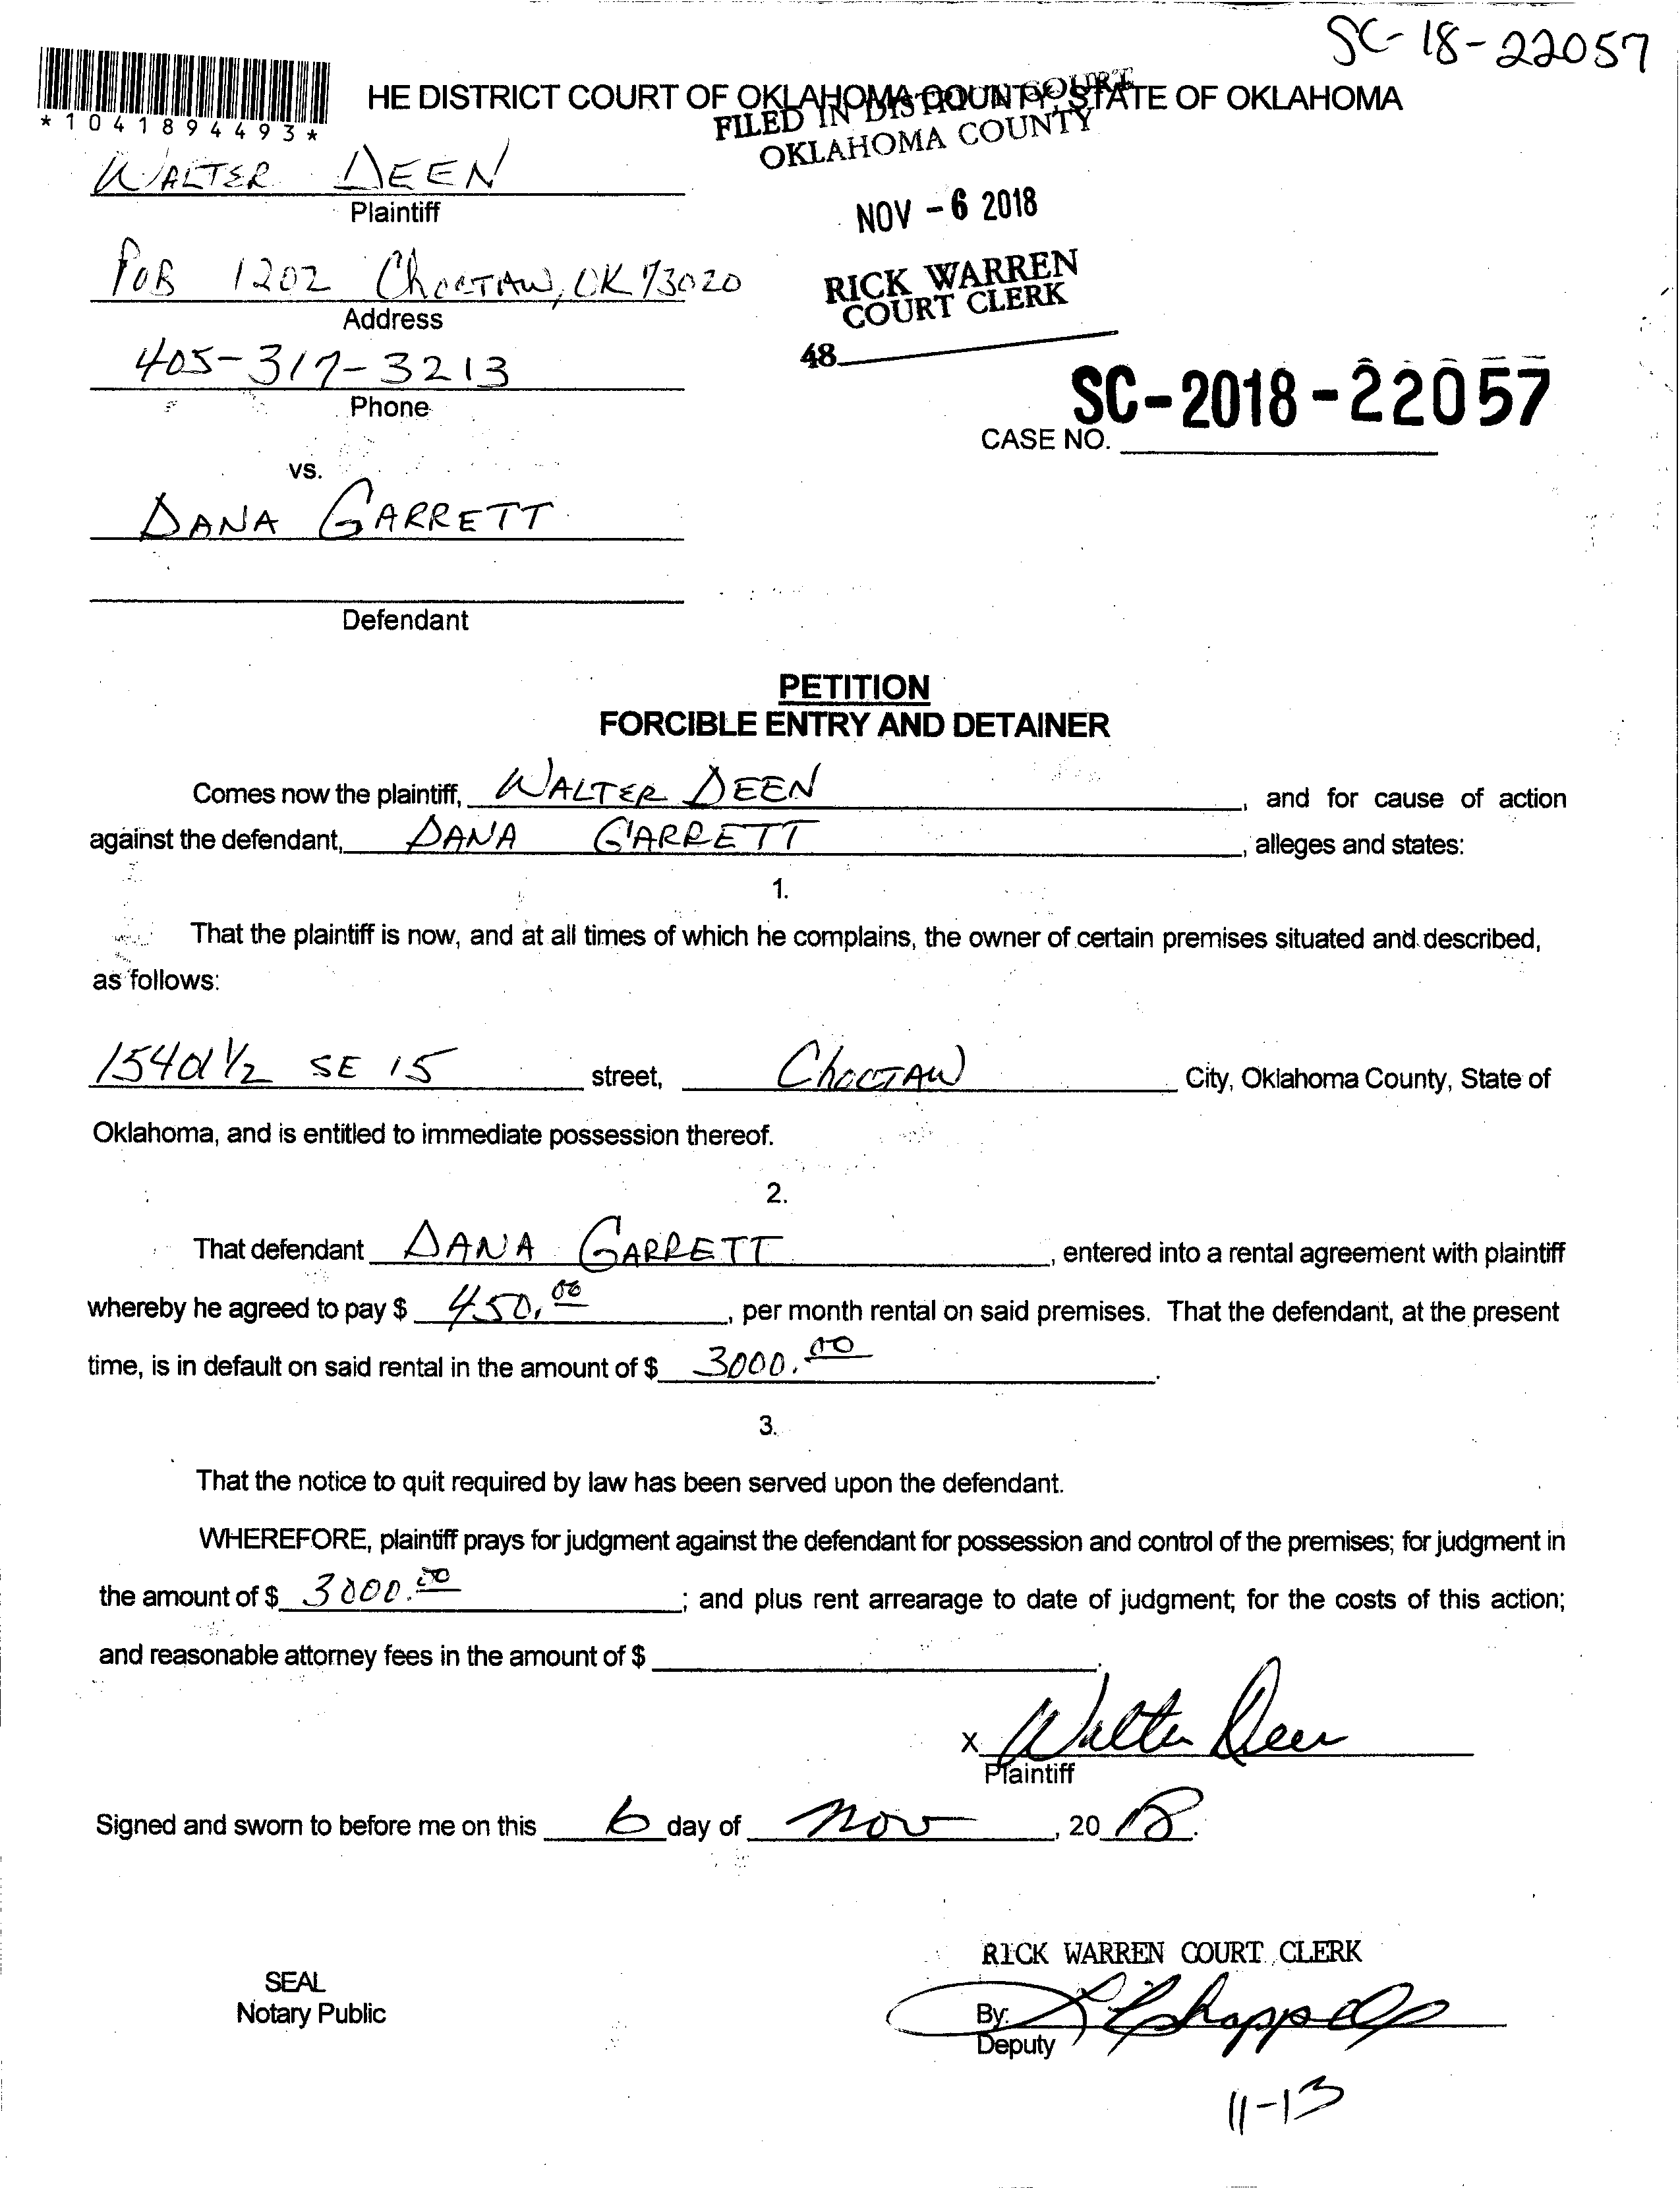 SC-18-22057
*1041894493*
HE DISTRICT COURT OF OKLAHOMA COUNTY, STATE OF OKLAHOMA
FILED IN DISTRICT COURT
OKLAHOMA COUNTY
WALTER DEEN
Plaintiff
NOV - 6 2018
POB 1202 CHOCTAW, OK 73020
Address
RICK WARREN
COURT CLERK
405-317-3213
Phone
48
SC-2018-22057
CASE NO.
vs.
DANA GARRETT
Defendant
PETITION
FORCIBLE ENTRY AND DETAINER
Comes now the plaintiff, WALTER DEEN, and for cause of action
against the defendant, DANA GARRETT, alleges and states:
1.
That the plaintiff is now, and at all times of which he complains, the owner of certain premises situated and described,
as follows:
15401 1/2 SE 15 street, CHOCTAW City, Oklahoma County, State of
Oklahoma, and is entitled to immediate possession thereof.
2.
That defendant DANA GARRETT, entered into a rental agreement with plaintiff
whereby he agreed to pay $ 450.00, per month rental on said premises. That the defendant, at the present
time, is in default on said rental in the amount of $ 3000.00.
3.
That the notice to quit required by law has been served upon the defendant.
WHEREFORE, plaintiff prays for judgment against the defendant for possession and control of the premises; for judgment in
the amount of $ 3000.00; and plus rent arrearage to date of judgment; for the costs of this action;
and reasonable attorney fees in the amount of $
x Walter Deen
Plaintiff
Signed and sworn to before me on this 6 day of Nov, 2018.
RICK WARREN COURT CLERK
SEAL
Notary Public
By:
Deputy
11-13